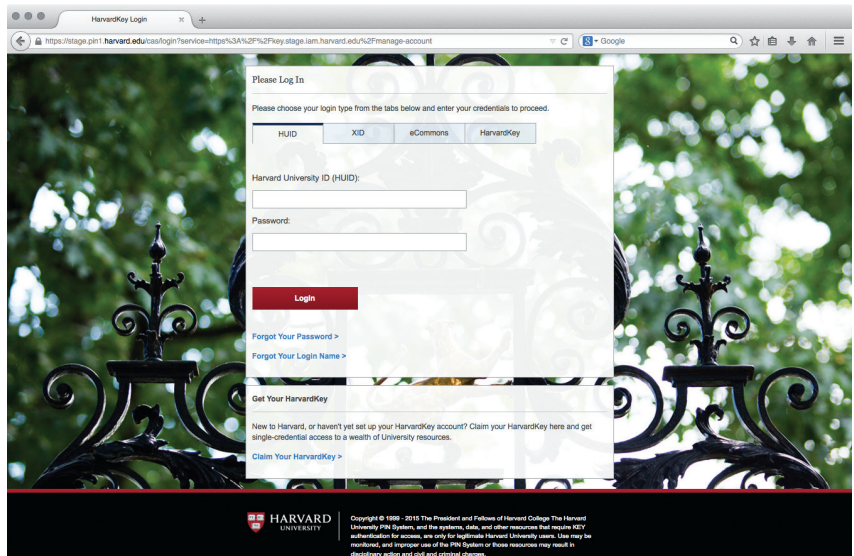 HarvardKey Login
https://stage.pin1.harvard.edu/cas/login?service=https%3A%2F%2Fkey.stage.iam.harvard.edu%2Fmanage-account
Google
Please Log In
Please choose your login type from the tabs below and enter your credentials to proceed.
HUID XID eCommons HarvardKey
Harvard University ID (HUID):
Password:
Login
Forgot Your Password >
Forgot Your Login Name >
Get Your HarvardKey
New to Harvard, or haven't yet set up your HarvardKey account? Claim your HarvardKey here and get
single-credential access to a wealth of University resources.
Claim Your HarvardKey >
HARVARD
UNIVERSITY
Copyright © 1999 - 2015 The President and Fellows of Harvard College The Harvard
University PIN System, and the systems, data, and other resources that require KEY
authentication for access, are only for legitimate Harvard University users. Use may be
monitored, and improper use of the PIN System or those resources may result in
disciplinary action and civil and criminal charges.